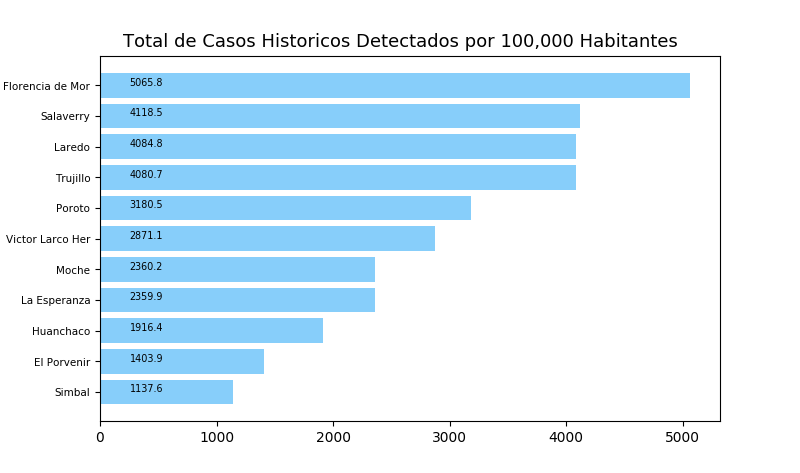 Total de Casos Historicos Detectados por 100,000 Habitantes
Florencia de Mor 5065.8
Salaverry 4118.5
Laredo 4084.8
Trujillo 4080.7
Poroto 3180.5
Victor Larco Her 2871.1
Moche 2360.2
La Esperanza 2359.9
Huanchaco 1916.4
El Porvenir 1403.9
Simbal 1137.6
0 1000 2000 3000 4000 5000